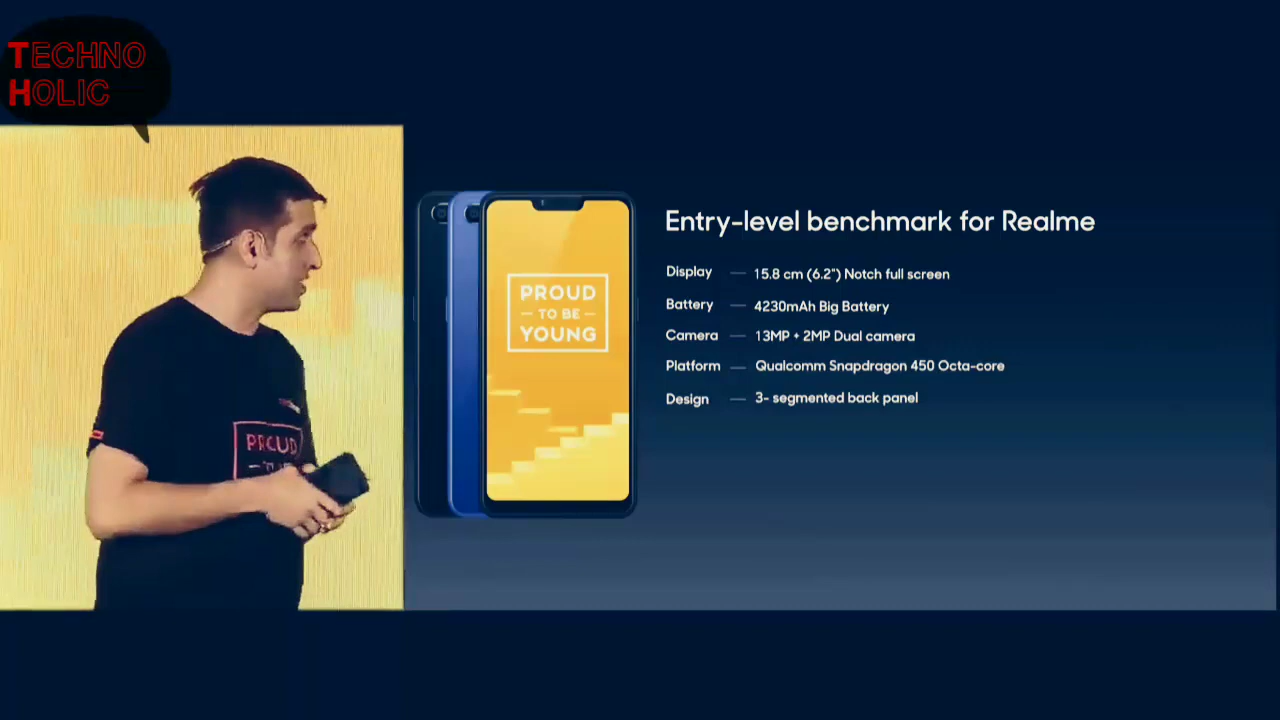 TECHNO
HOLIC
Entry-level benchmark for Realme
Display — 15.8 cm (6.2") Notch full screen
Battery — 4230mAh Big Battery
Camera — 13MP + 2MP Dual camera
Platform — Qualcomm Snapdragon 450 Octa-core
Design — 3- segmented back panel
PROUD
— TO BE —
YOUNG
PROUD